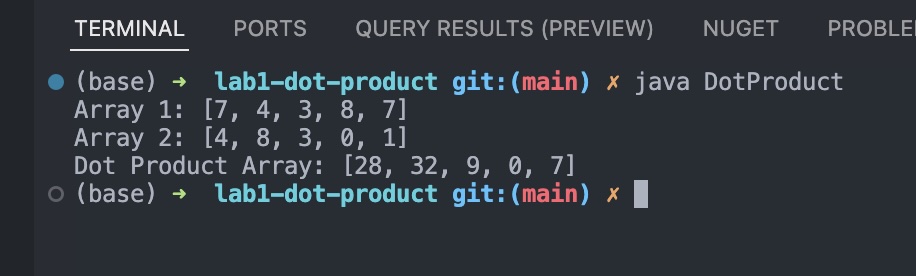 TERMINAL PORTS QUERY RESULTS (PREVIEW) NUGET PROBLE
(base) ➜ lab1-dot-product git:(main) ✗ java DotProduct
Array 1: [7, 4, 3, 8, 7]
Array 2: [4, 8, 3, 0, 1]
Dot Product Array: [28, 32, 9, 0, 7]
(base) ➜ lab1-dot-product git:(main) ✗